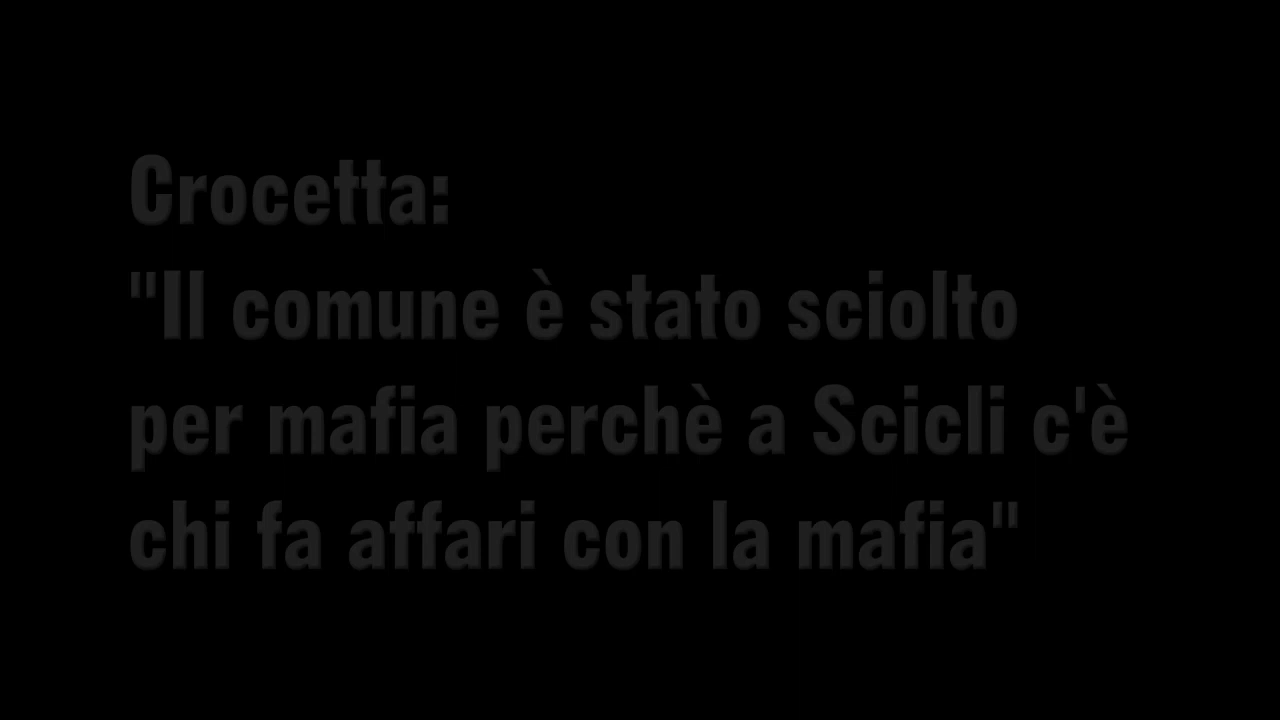 Crocetta:
"Il comune è stato sciolto
per mafia perchè a Scicli c'è
chi fa affari con la mafia"